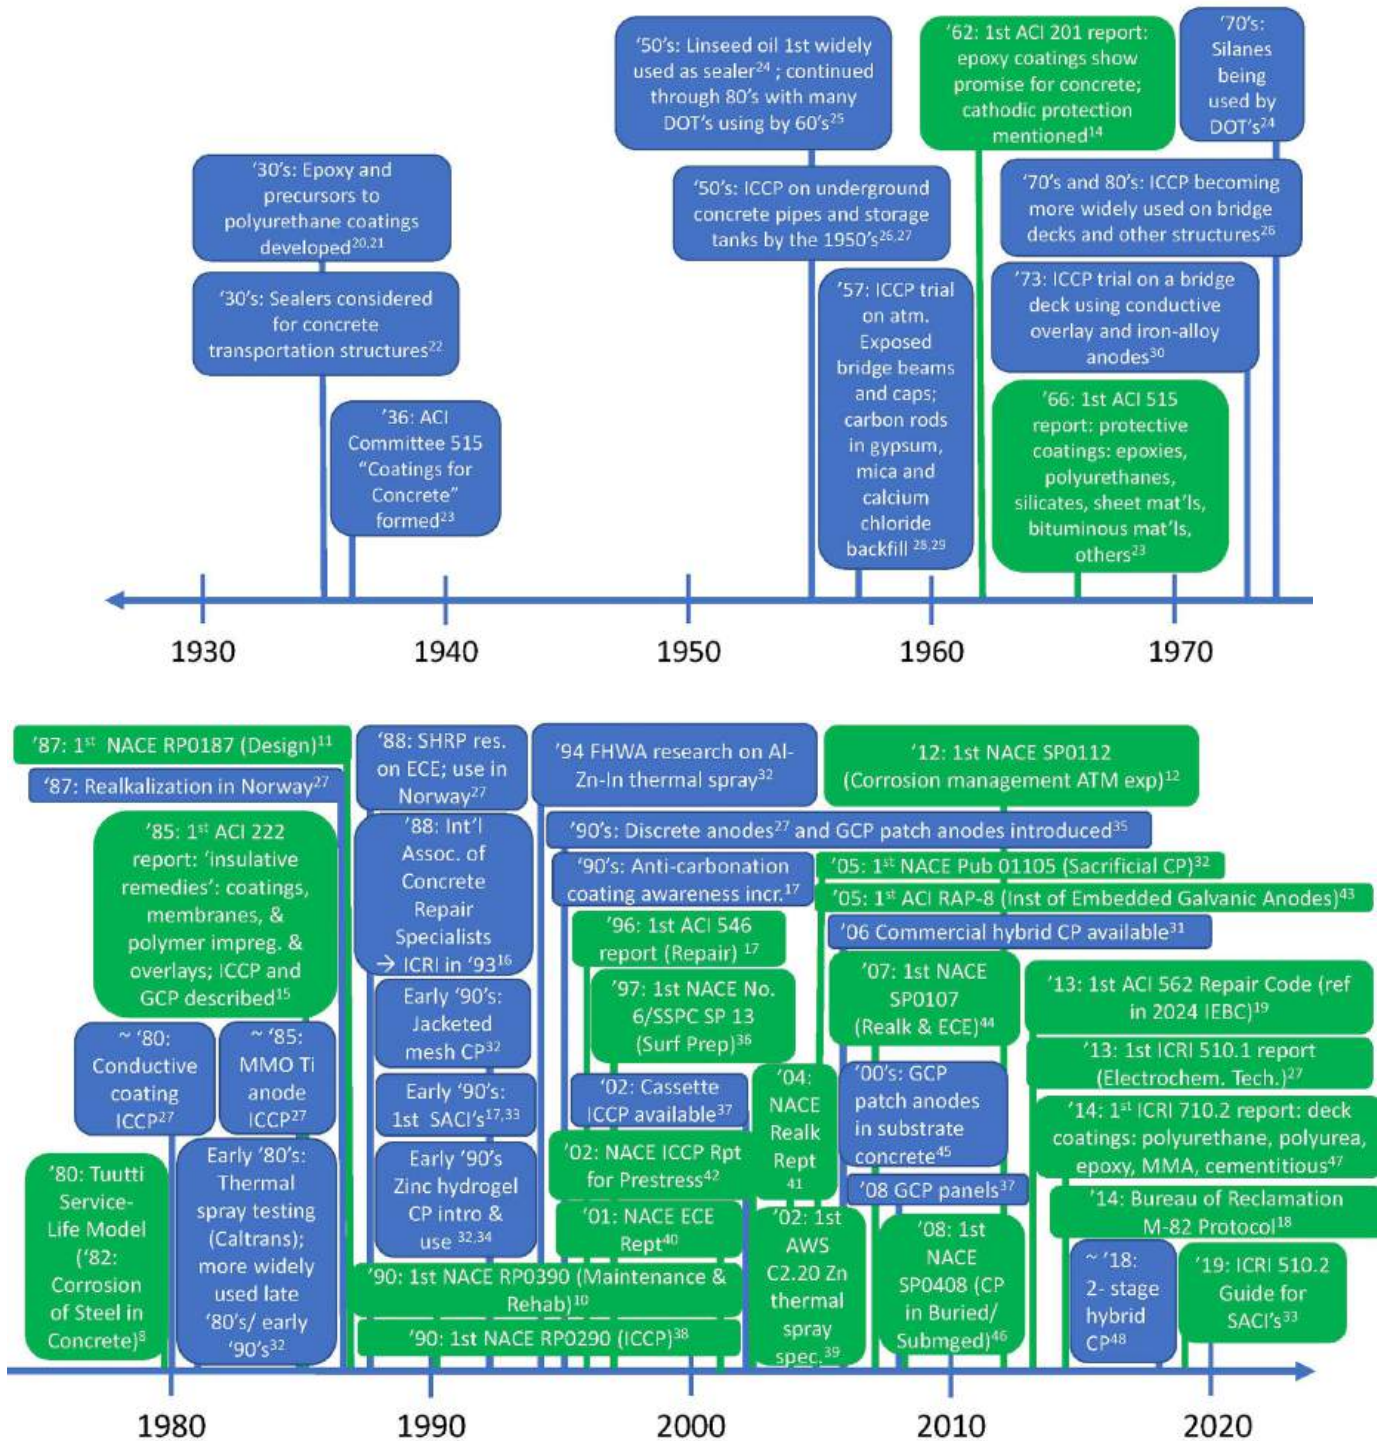 '30's: Epoxy and
precursors to
polyurethane coatings
developed20,21
'30's: Sealers considered
for concrete
transportation structures22
'36: ACI
Committee 515
"Coatings for
Concrete"
formed23
'50's: Linseed oil 1st widely
used as sealer24 ; continued
through 80's with many
DOT's using by 60's25
'50's: ICCP on underground
concrete pipes and storage
tanks by the 1950's26,27
'57: ICCP trial
on atm.
Exposed
bridge beams
and caps;
carbon rods
in gypsum,
mica and
calcium
chloride
backfill 28,29
'62: 1st ACI 201 report:
epoxy coatings show
promise for concrete;
cathodic protection
mentioned14
'70's:
Silanes
being
used by
DOT's24
'70's and 80's: ICCP becoming
more widely used on bridge
decks and other structures26
'73: ICCP trial on a bridge
deck using conductive
overlay and iron-alloy
anodes30
'66: 1st ACI 515
report: protective
coatings: epoxies,
polyurethanes,
silicates, sheet mat'ls,
bituminous mat'ls,
others23
1930
1940
1950
1960
1970
'87: 1st NACE RP0187 (Design)11
'87: Realkalization in Norway27
'85: 1st ACI 222
report: 'insulative
remedies': coatings,
membranes, &
polymer impreg. &
overlays; ICCP and
GCP described15
~ '80:
Conductive
coating
ICCP27
~ '85:
MMO Ti
anode
ICCP27
'80: Tuutti
Service-
Life Model
('82:
Corrosion
of Steel in
Concrete)8
Early '80's:
Thermal
spray testing
(Caltrans);
more widely
used late
'80's/ early
'90's32
'88: SHRP res.
on ECE; use in
Norway27
'88: Int'l
Assoc. of
Concrete
Repair
Specialists
→ ICRI in '9316
Early '90's:
Jacketed
mesh CP32
Early '90's:
1st SACI's17,33
Early '90's
Zinc hydrogel
CP intro &
use 32,34
'90: 1st NACE RP0390 (Maintenance &
Rehab)10
'90: 1st NACE RP0290 (ICCP)38
'94 FHWA research on Al-
Zn-In thermal spray32
'90's: Discrete anodes27 and GCP patch anodes introduced35
'90's: Anti-carbonation
coating awareness incr.17
'96: 1st ACI 546
report (Repair) 17
'97: 1st NACE No.
6/SSPC SP 13
(Surf Prep)36
'02: Cassette
ICCP available37
'02: NACE ICCP Rpt
for Prestress42
'01: NACE ECE
Rept40
'04:
NACE
Realk
Rept
41
'02: 1st
AWS
C2.20 Zn
thermal
spray
spec.39
'12: 1st NACE SP0112
(Corrosion management ATM exp)12
'05: 1st NACE Pub 01105 (Sacrificial CP)32
'05: 1st ACI RAP-8 (Inst of Embedded Galvanic Anodes)43
'06 Commercial hybrid CP available31
'07: 1st NACE
SP0107
(Realk & ECE)44
'00's: GCP
patch anodes
in substrate
concrete45
'08 GCP panels37
'08: 1st
NACE
SP0408 (CP
in Buried/
Submged)46
'13: 1st ACI 562 Repair Code (ref
in 2024 IEBC)19
'13: 1st ICRI 510.1 report
(Electrochem. Tech.)27
'14: 1st ICRI 710.2 report: deck
coatings: polyurethane, polyurea,
epoxy, MMA, cementitious47
'14: Bureau of Reclamation
M-82 Protocol18
~ '18:
2- stage
hybrid
CP48
'19: ICRI 510.2
Guide for
SACI's33
1980
1990
2000
2010
2020